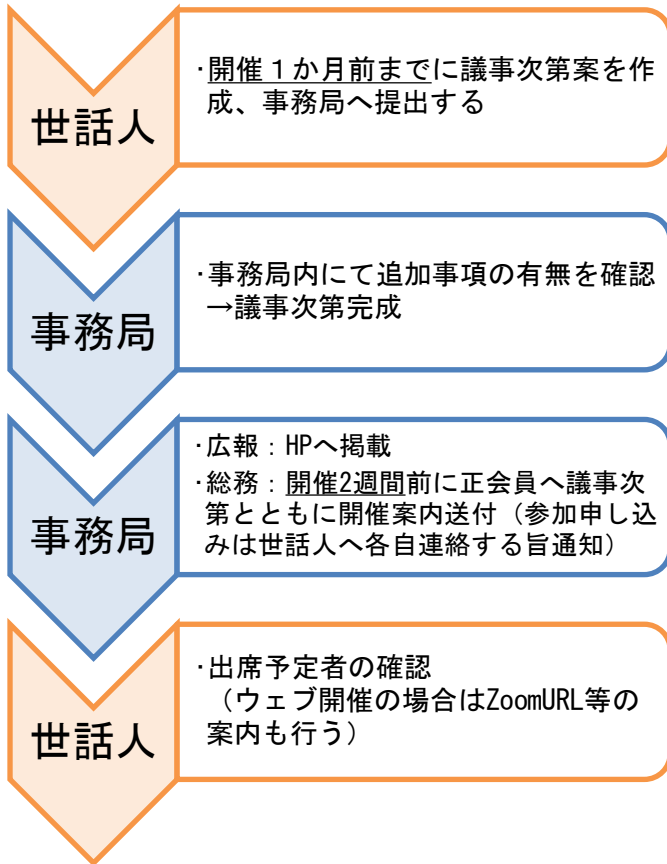 世話人
・開催１か月前までに議事次第案を作
成、事務局へ提出する
事務局
・事務局内にて追加事項の有無を確認
→議事次第完成
事務局
・広報：HPへ掲載
・総務：開催2週間前に正会員へ議事次
第とともに開催案内送付（参加申し込
みは世話人へ各自連絡する旨通知）
世話人
・出席予定者の確認
（ウェブ開催の場合はZoomURL等の
案内も行う）